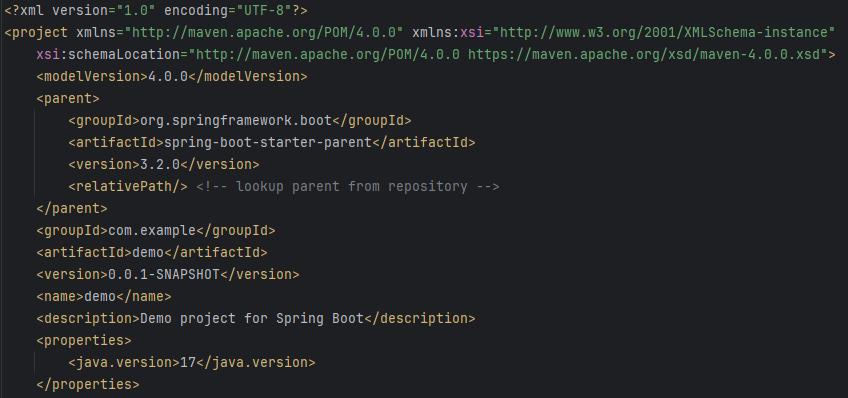 <?xml version="1.0" encoding="UTF-8"?>
<project xmlns="http://maven.apache.org/POM/4.0.0" xmlns:xsi="http://www.w3.org/2001/XMLSchema-instance"
    xsi:schemaLocation="http://maven.apache.org/POM/4.0.0 https://maven.apache.org/xsd/maven-4.0.0.xsd">
    <modelVersion>4.0.0</modelVersion>
    <parent>
        <groupId>org.springframework.boot</groupId>
        <artifactId>spring-boot-starter-parent</artifactId>
        <version>3.2.0</version>
        <relativePath/> <!-- lookup parent from repository -->
    </parent>
    <groupId>com.example</groupId>
    <artifactId>demo</artifactId>
    <version>0.0.1-SNAPSHOT</version>
    <name>demo</name>
    <description>Demo project for Spring Boot</description>
    <properties>
        <java.version>17</java.version>
    </properties>